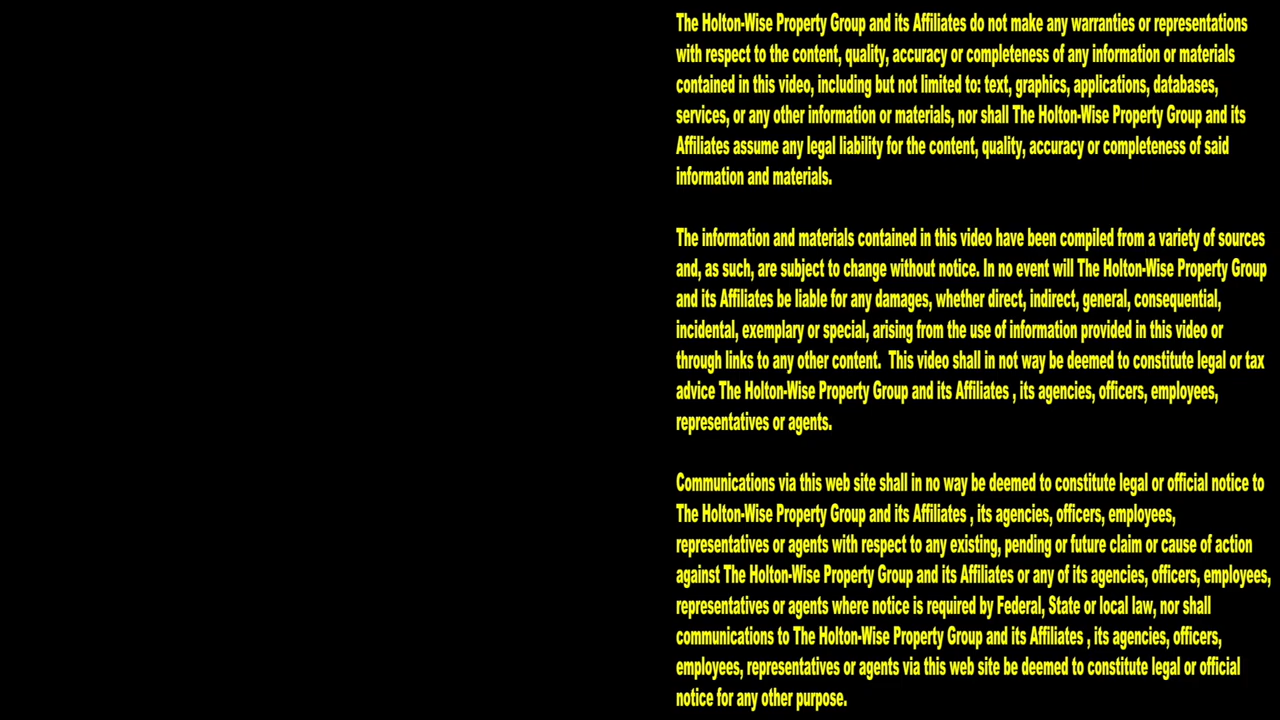 The Holton-Wise Property Group and its Affiliates do not make any warranties or representations
with respect to the content, quality, accuracy or completeness of any information or materials
contained in this video, including but not limited to: text, graphics, applications, databases,
services, or any other information or materials, nor shall The Holton-Wise Property Group and its
Affiliates assume any legal liability for the content, quality, accuracy or completeness of said
information and materials.
The information and materials contained in this video have been compiled from a variety of sources
and, as such, are subject to change without notice. In no event will The Holton-Wise Property Group
and its Affiliates be liable for any damages, whether direct, indirect, general, consequential,
incidental, exemplary or special, arising from the use of information provided in this video or
through links to any other content.  This video shall in not way be deemed to constitute legal or tax
advice The Holton-Wise Property Group and its Affiliates , its agencies, officers, employees,
representatives or agents.
Communications via this web site shall in no way be deemed to constitute legal or official notice to
The Holton-Wise Property Group and its Affiliates , its agencies, officers, employees,
representatives or agents with respect to any existing, pending or future claim or cause of action
against The Holton-Wise Property Group and its Affiliates or any of its agencies, officers, employees,
representatives or agents where notice is required by Federal, State or local law, nor shall
communications to The Holton-Wise Property Group and its Affiliates , its agencies, officers,
employees, representatives or agents via this web site be deemed to constitute legal or official
notice for any other purpose.